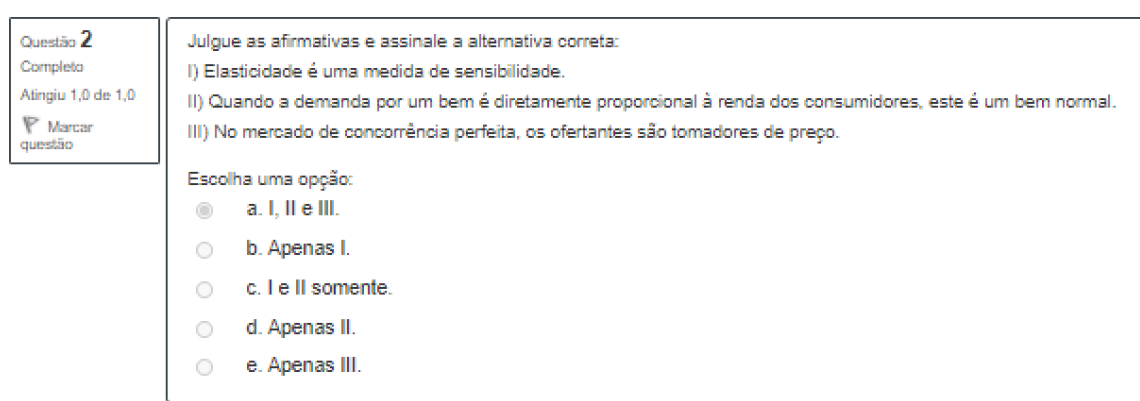 Questão 2
Completo
Atingiu 1,0 de 1,0
Marcar
questão
Julgue as afirmativas e assinale a alternativa correta:
I) Elasticidade é uma medida de sensibilidade.
II) Quando a demanda por um bem é diretamente proporcional à renda dos consumidores, este é um bem normal.
III) No mercado de concorrência perfeita, os ofertantes são tomadores de preço.
Escolha uma opção:
a. I, II e III.
b. Apenas I.
c. I e II somente.
d. Apenas II.
e. Apenas III.